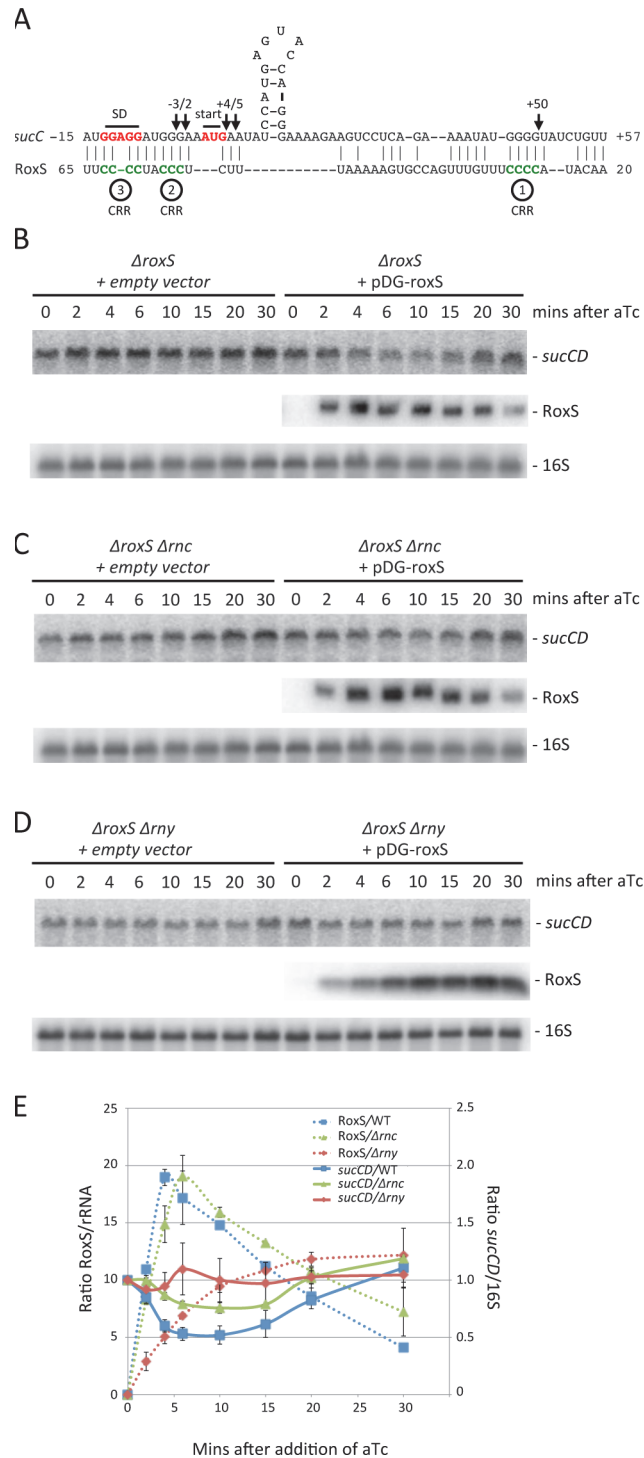 A
U
G A
A C
G C
U-A
A I
C-G
C-G
SD -3/2 start +4/5 +50
sucC -15 AUGGAGGAUGGGAAAUGAAUAU-GAAAAGAAGUCCUCA-GA--AAAUAU-GGGGUAUCUGUU +57
RoxS 65 UUCC-CCUACCCU---CUU-----------UAAAAAGUGCCAGUUUGUUUCCCCA--UACAA 20
3 2 1
CRR CRR CRR
B
ΔroxS ΔroxS
+ empty vector + pDG-roxS
0 2 4 6 10 15 20 30 0 2 4 6 10 15 20 30 mins after aTc
- sucCD
- RoxS
- 16S
C
ΔroxS Δrnc ΔroxS Δrnc
+ empty vector + pDG-roxS
0 2 4 6 10 15 20 30 0 2 4 6 10 15 20 30 mins after aTc
- sucCD
- RoxS
- 16S
D
ΔroxS Δrny ΔroxS Δrny
+ empty vector + pDG-roxS
0 2 4 6 10 15 20 30 0 2 4 6 10 15 20 30 mins after aTc
- sucCD
- RoxS
- 16S
E
25 2.5
20 2.0
15 1.5
10 1.0
5 0.5
0 0
RoxS/WT
RoxS/Δrnc
RoxS/Δrny
sucCD/WT
sucCD/Δrnc
sucCD/Δrny
Ratio RoxS/rRNA
Ratio sucCD/16S
0 5 10 15 20 25 30
Mins after addition of aTc